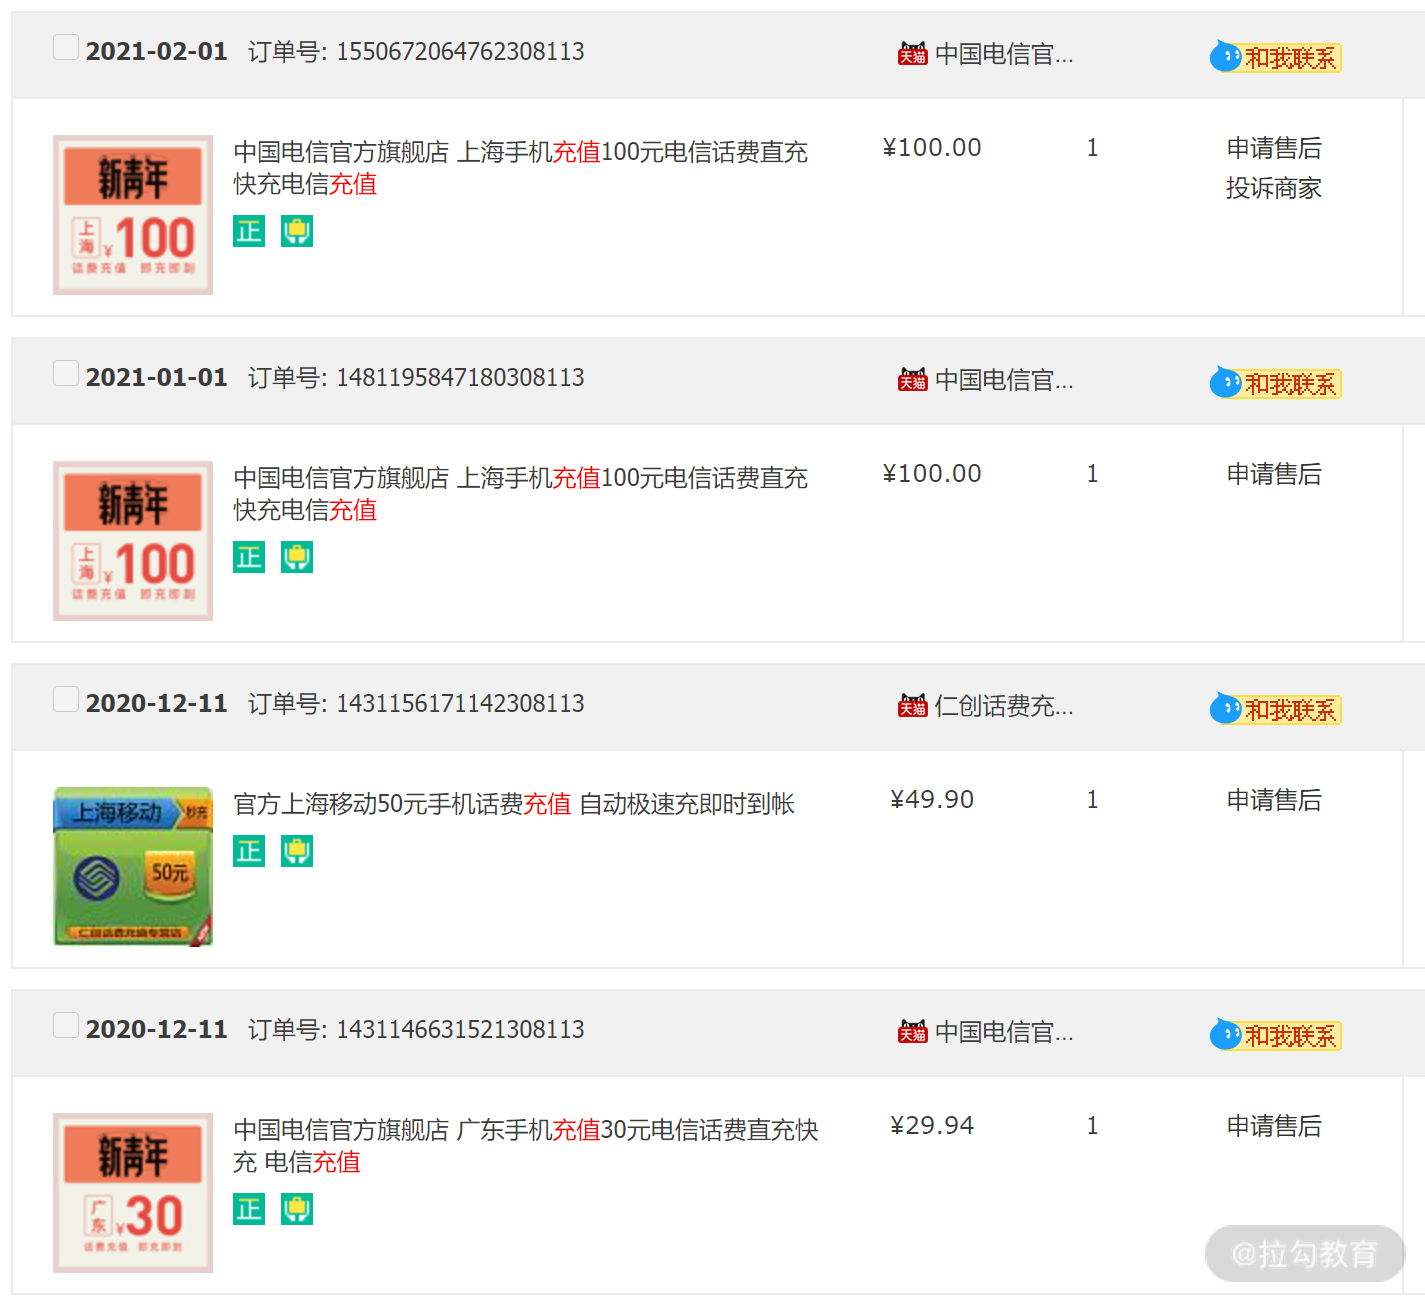 2021-02-01 订单号: 1550672064762308113 天猫 中国电信官... 和我联系
新青年
上海 ¥100
话费充值 即充即到
中国电信官方旗舰店 上海手机充值100元电信话费直充
快充电信充值
正
¥100.00 1 申请售后
投诉商家
2021-01-01 订单号: 1481195847180308113 天猫 中国电信官... 和我联系
新青年
上海 ¥100
话费充值 即充即到
中国电信官方旗舰店 上海手机充值100元电信话费直充
快充电信充值
正
¥100.00 1 申请售后
2020-12-11 订单号: 1431156171142308113 天猫 仁创话费充... 和我联系
上海移动 秒充
50元
仁创话费充值专营店
NEW
官方上海移动50元手机话费充值 自动极速充即时到帐
正
¥49.90 1 申请售后
2020-12-11 订单号: 1431146631521308113 天猫 中国电信官... 和我联系
新青年
广东 ¥30
话费充值 即充即到
中国电信官方旗舰店 广东手机充值30元电信话费直充快
充 电信充值
正
¥29.94 1 申请售后
@拉勾教育